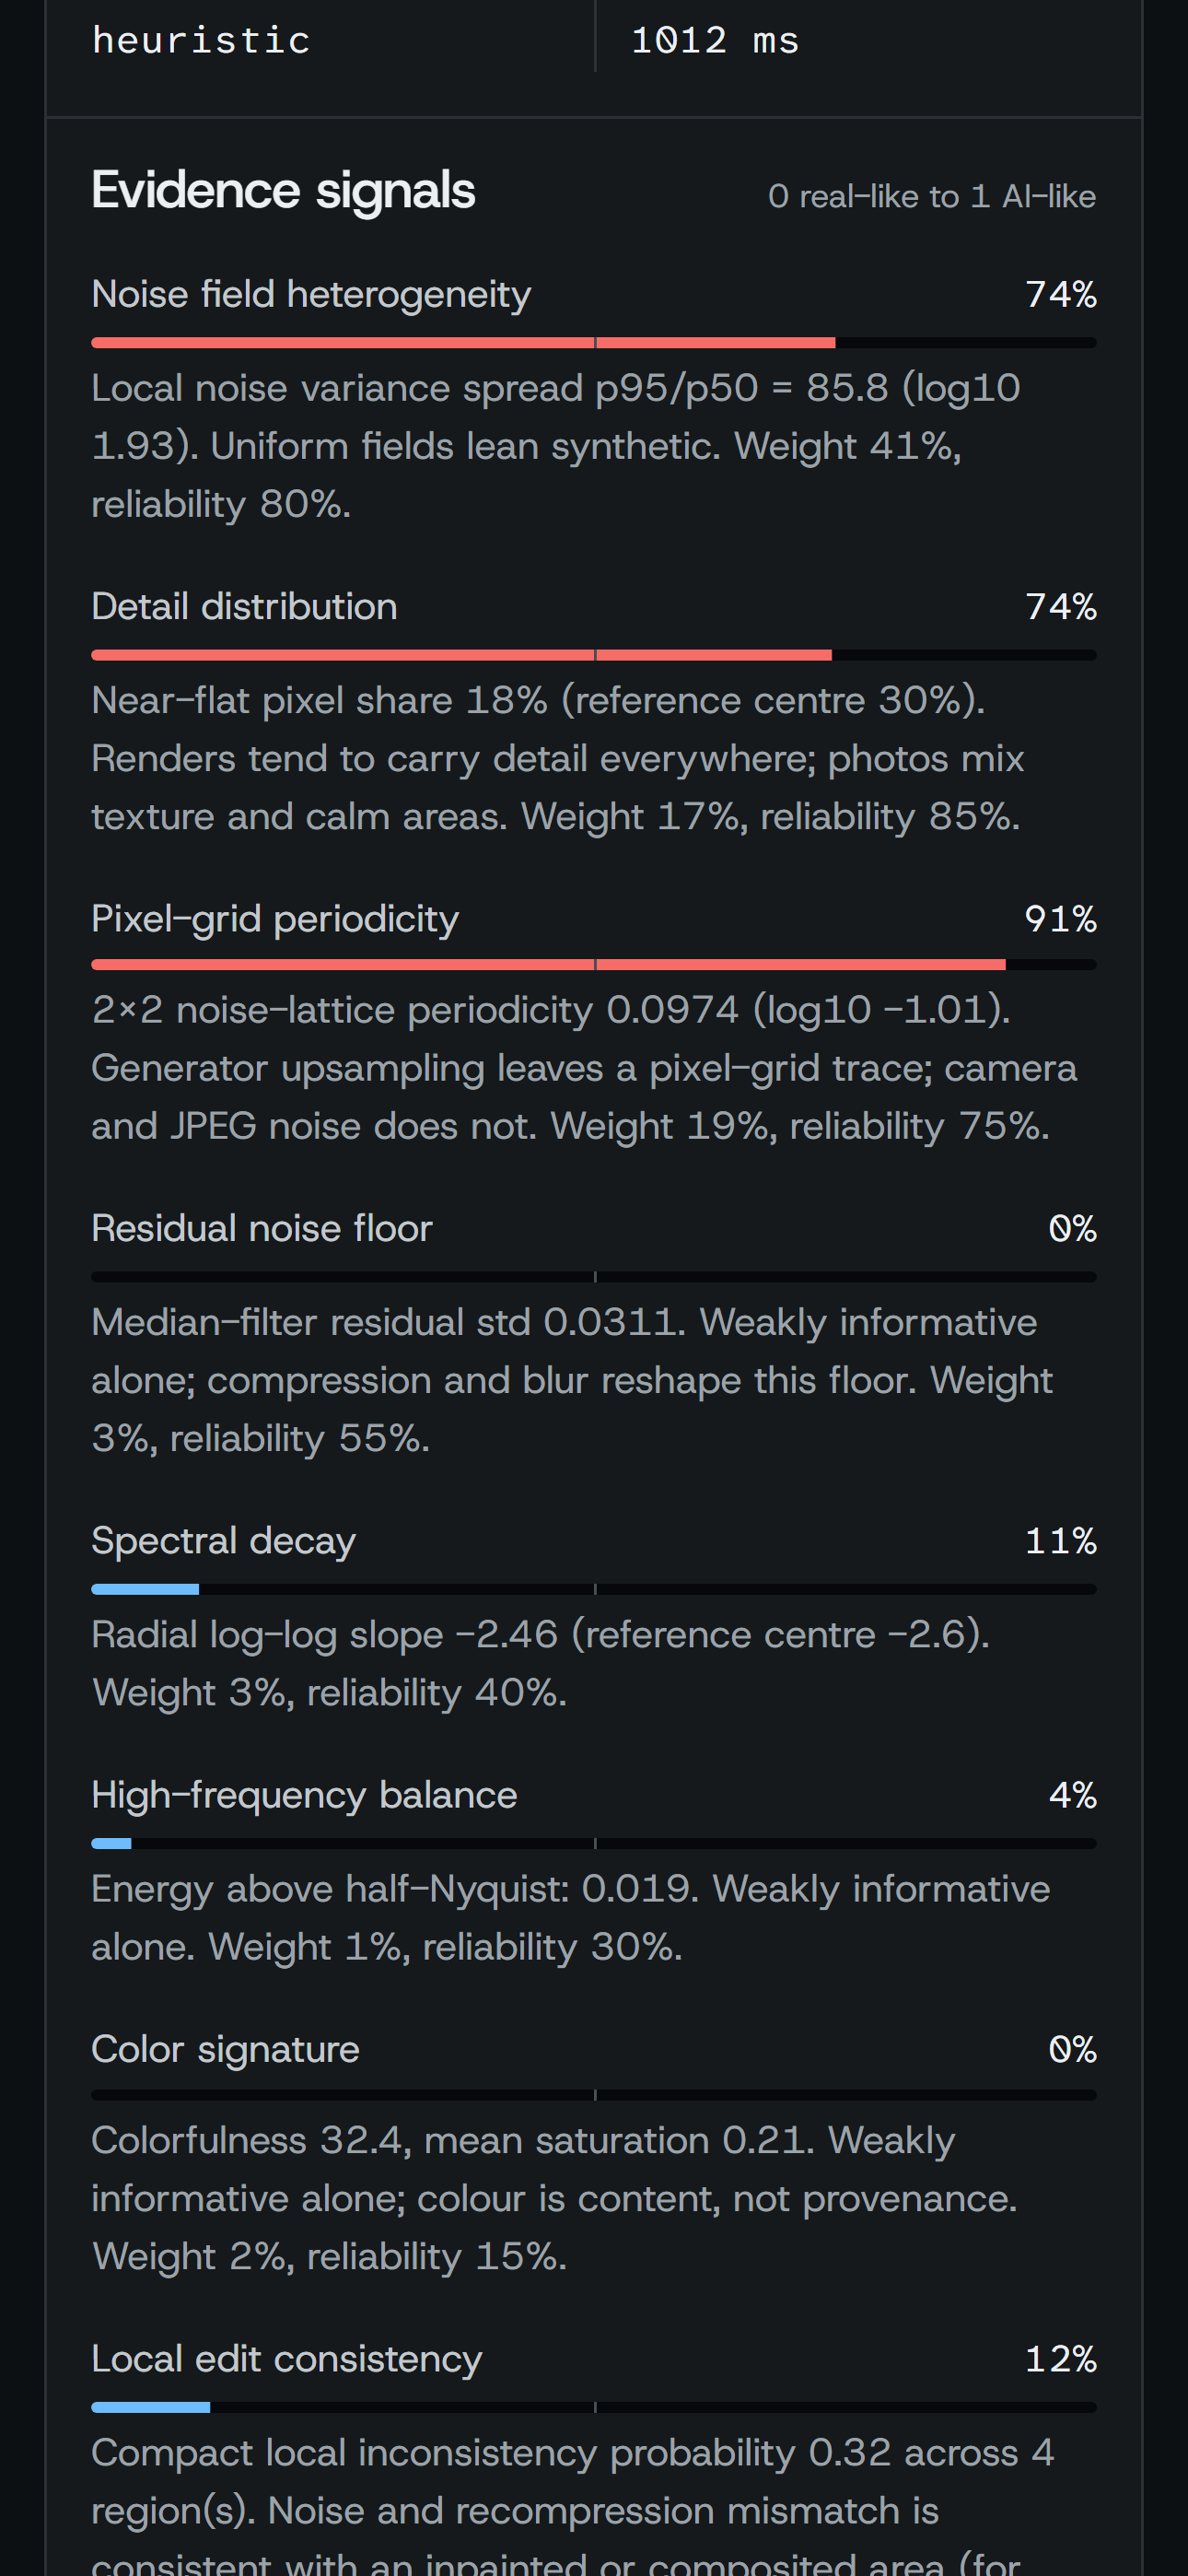 heuristic
1012 ms
Evidence signals
0 real-like to 1 AI-like
Noise field heterogeneity
74%
Local noise variance spread p95/p50 = 85.8 (log10
1.93). Uniform fields lean synthetic. Weight 41%,
reliability 80%.
Detail distribution
74%
Near-flat pixel share 18% (reference centre 30%).
Renders tend to carry detail everywhere; photos mix
texture and calm areas. Weight 17%, reliability 85%.
Pixel-grid periodicity
91%
2×2 noise-lattice periodicity 0.0974 (log10 -1.01).
Generator upsampling leaves a pixel-grid trace; camera
and JPEG noise does not. Weight 19%, reliability 75%.
Residual noise floor
0%
Median-filter residual std 0.0311. Weakly informative
alone; compression and blur reshape this floor. Weight
3%, reliability 55%.
Spectral decay
11%
Radial log-log slope -2.46 (reference centre -2.6).
Weight 3%, reliability 40%.
High-frequency balance
4%
Energy above half-Nyquist: 0.019. Weakly informative
alone. Weight 1%, reliability 30%.
Color signature
0%
Colorfulness 32.4, mean saturation 0.21. Weakly
informative alone; colour is content, not provenance.
Weight 2%, reliability 15%.
Local edit consistency
12%
Compact local inconsistency probability 0.32 across 4
region(s). Noise and recompression mismatch is
consistent with an inpainted or composited area (for